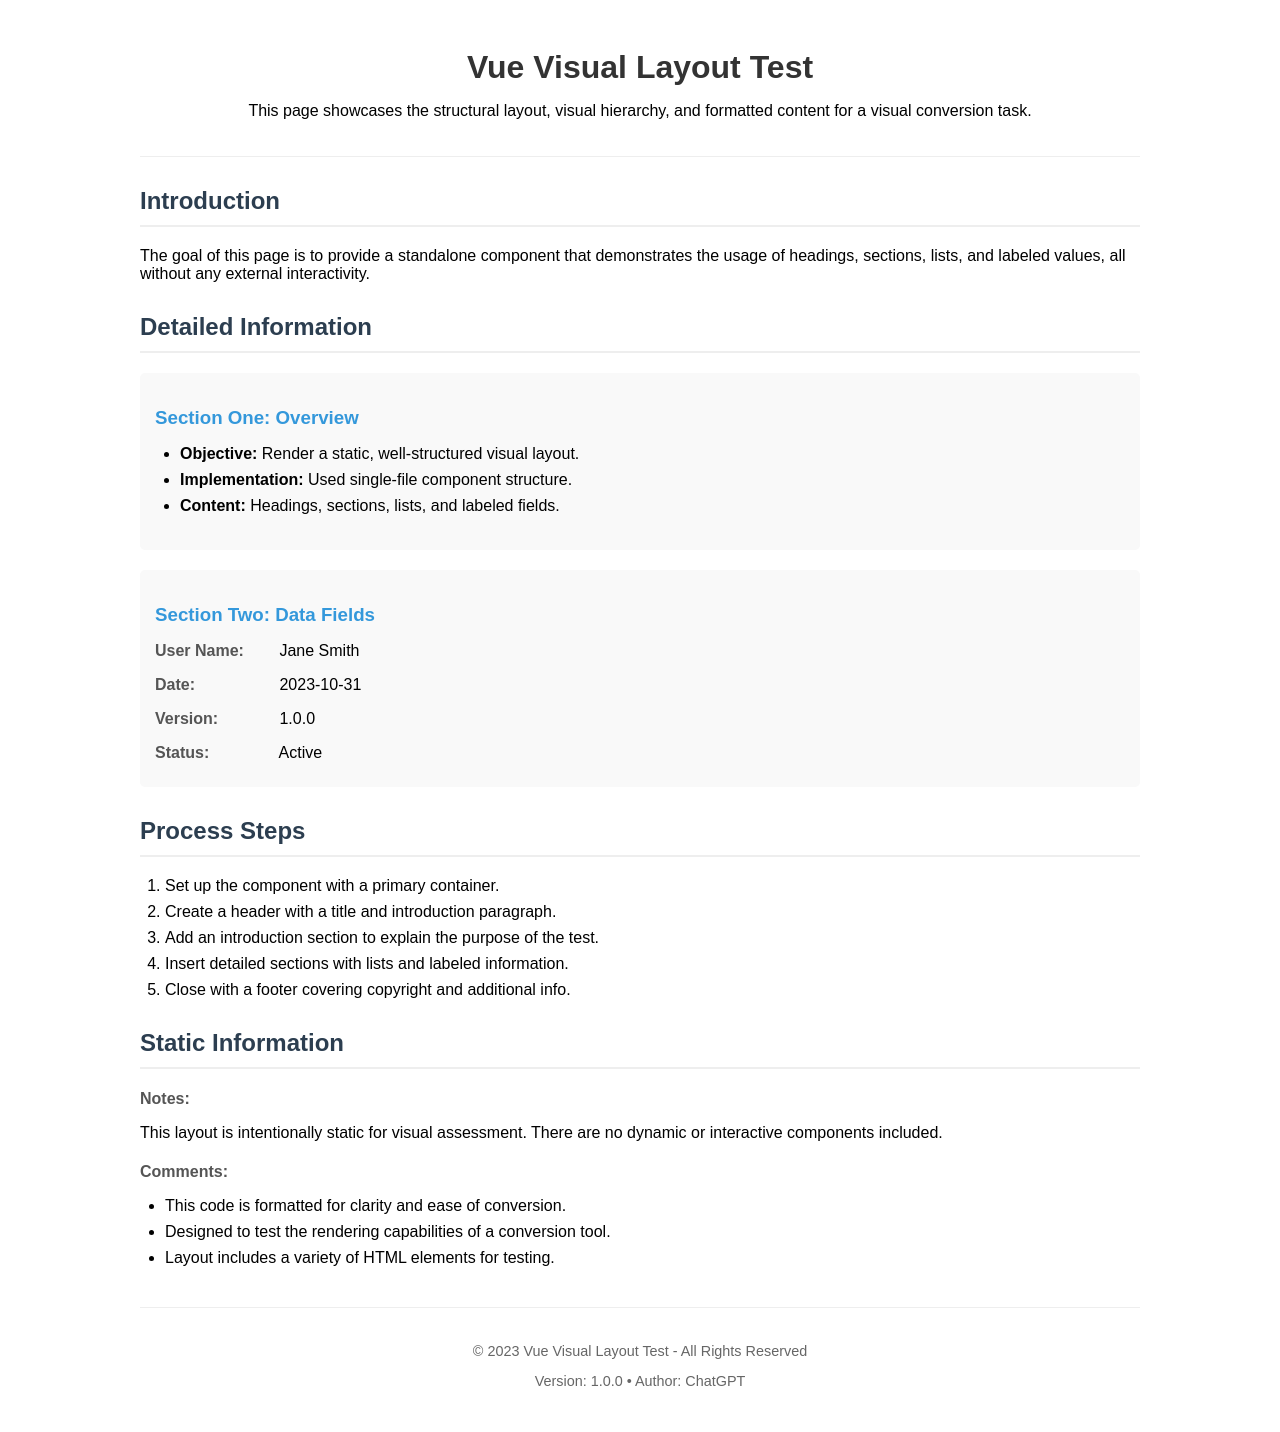 Vue Visual Layout Test
This page showcases the structural layout, visual hierarchy, and formatted content for a visual conversion task.
Introduction
The goal of this page is to provide a standalone component that demonstrates the usage of headings, sections, lists, and labeled values, all
without any external interactivity.
Detailed Information
Section One: Overview
• Objective: Render a static, well-structured visual layout.
• Implementation: Used single-file component structure.
• Content: Headings, sections, lists, and labeled fields.
Section Two: Data Fields
User Name: Jane Smith
Date: 2023-10-31
Version: 1.0.0
Status: Active
Process Steps
1. Set up the component with a primary container.
2. Create a header with a title and introduction paragraph.
3. Add an introduction section to explain the purpose of the test.
4. Insert detailed sections with lists and labeled information.
5. Close with a footer covering copyright and additional info.
Static Information
Notes:
This layout is intentionally static for visual assessment. There are no dynamic or interactive components included.
Comments:
• This code is formatted for clarity and ease of conversion.
• Designed to test the rendering capabilities of a conversion tool.
• Layout includes a variety of HTML elements for testing.
© 2023 Vue Visual Layout Test - All Rights Reserved
Version: 1.0.0 • Author: ChatGPT